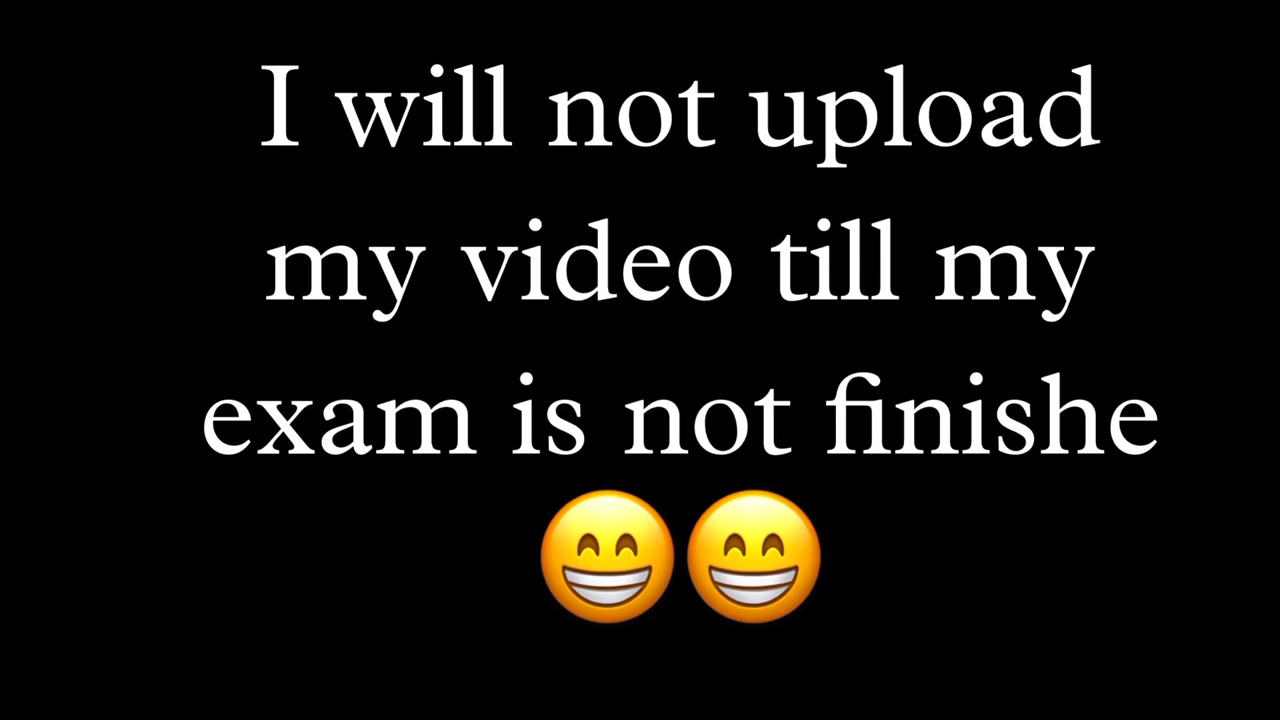 I will not upload
my video till my
exam is not finishe
😁😁